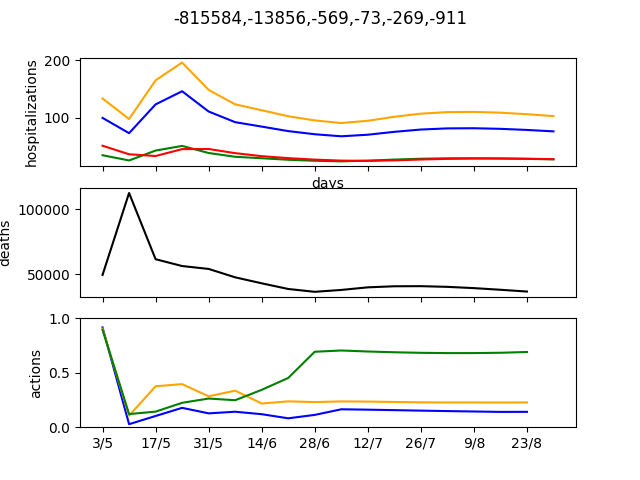 -815584,-13856,-569,-73,-269,-911
200
100
hospitalizations
days
100000
50000
deaths
1.0
0.5
0.0
actions
3/5 17/5 31/5 14/6 28/6 12/7 26/7 9/8 23/8